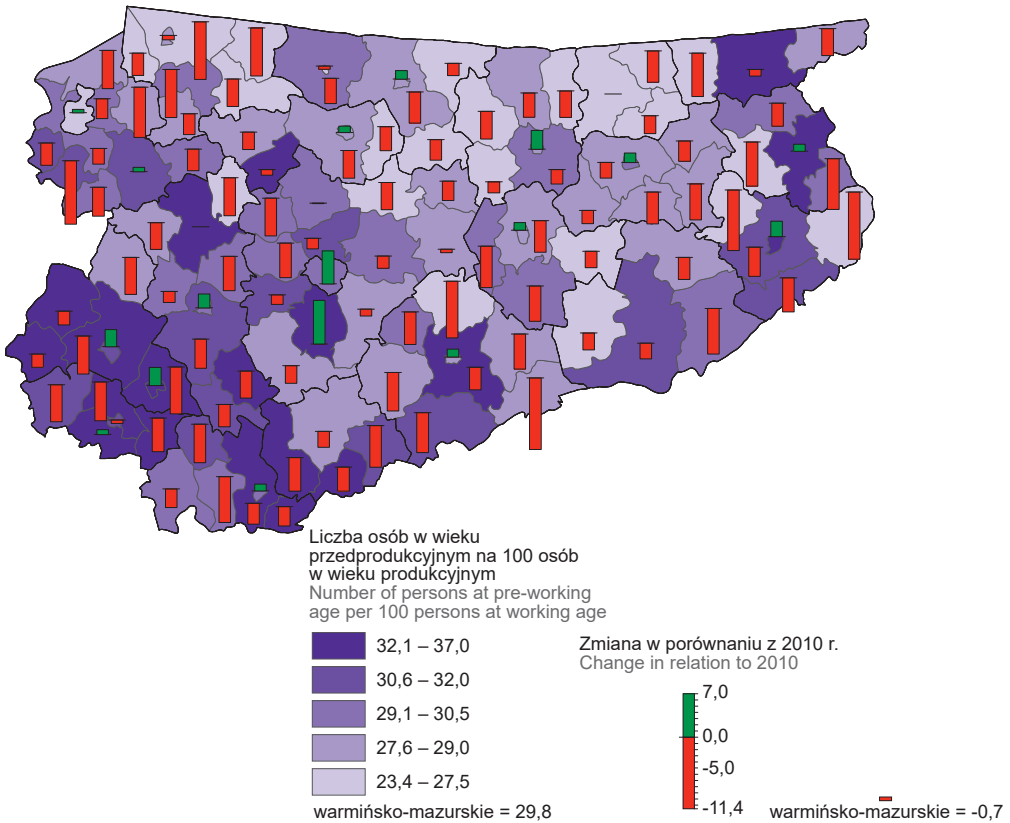 Liczba osób w wieku
przedprodukcyjnym na 100 osób
w wieku produkcyjnym
Number of persons at pre-working
age per 100 persons at working age
32,1 – 37,0
30,6 – 32,0
29,1 – 30,5
27,6 – 29,0
23,4 – 27,5
warmińsko-mazurskie = 29,8
Zmiana w porównaniu z 2010 r.
Change in relation to 2010
7,0
0,0
-5,0
-11,4
warmińsko-mazurskie = -0,7